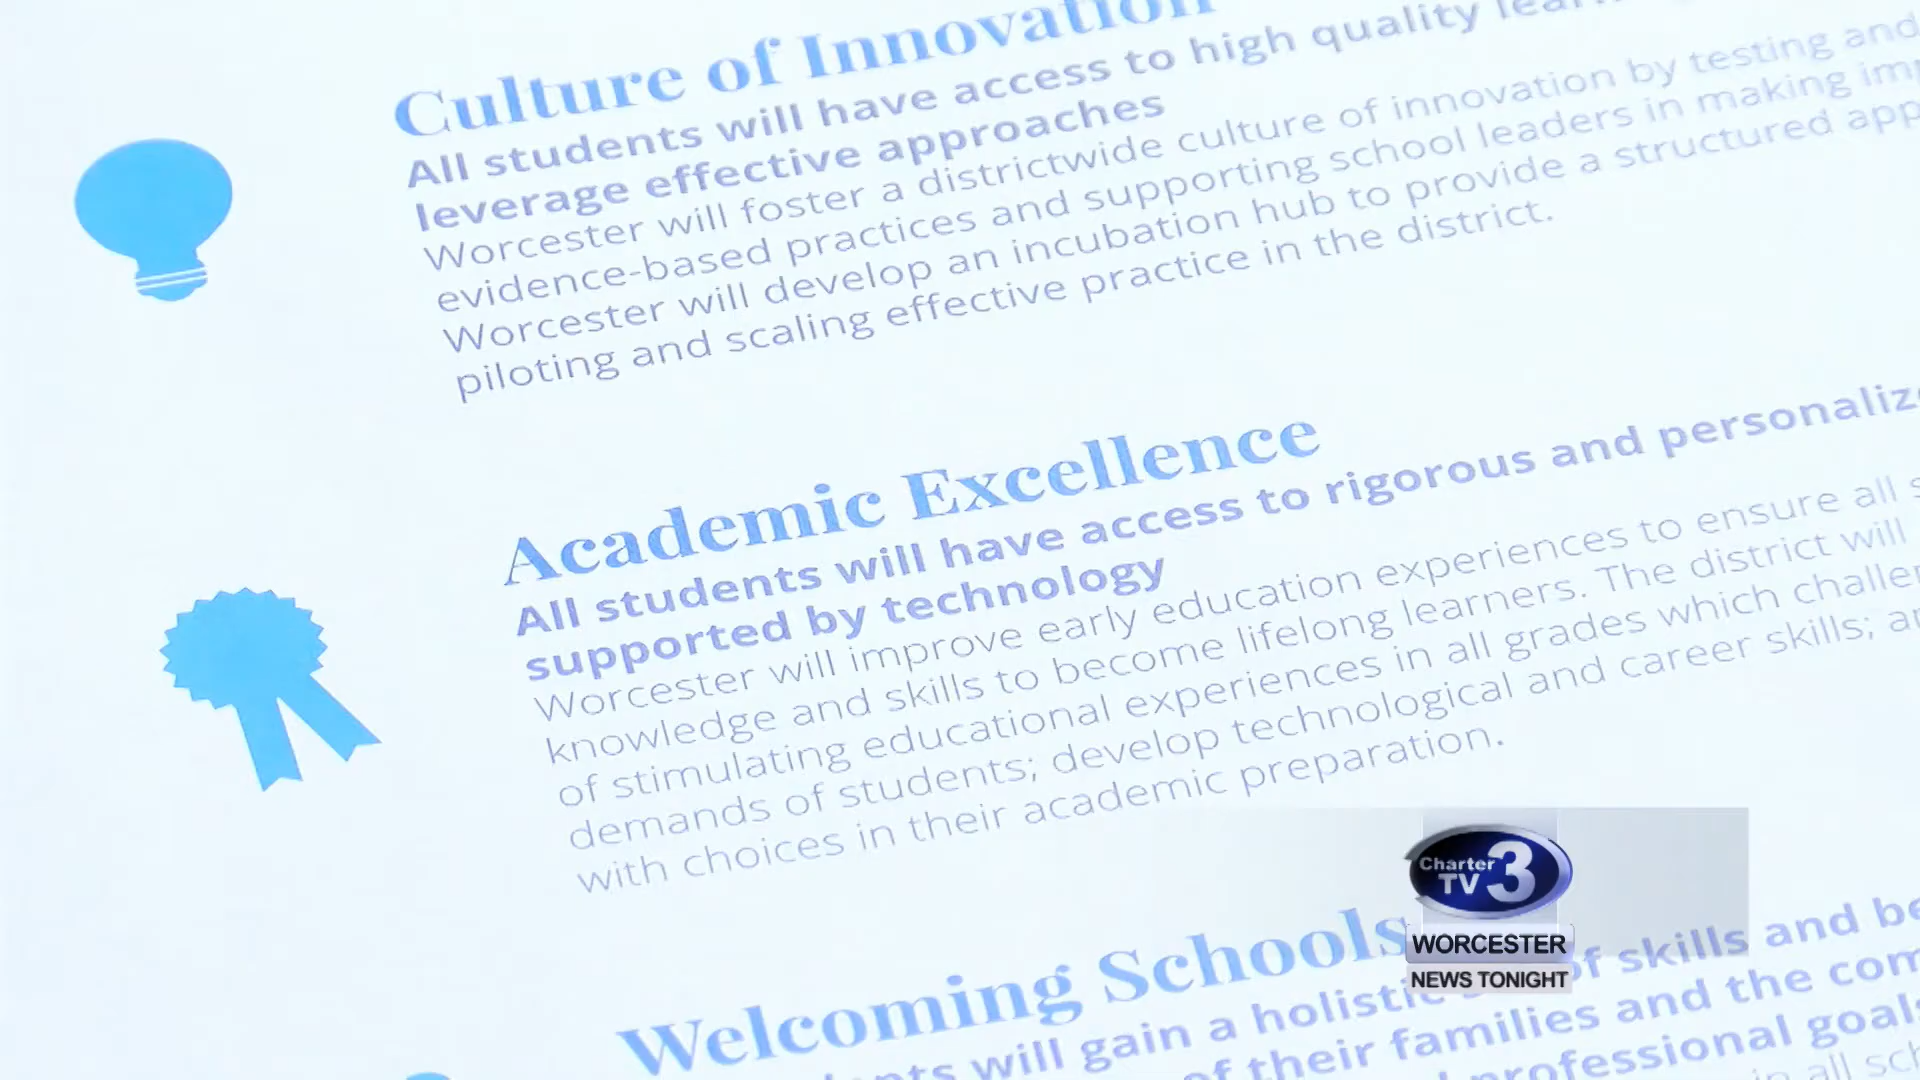 Culture of Innovation
All students will have access to high quality
leverage effective approaches
Worcester will foster a districtwide culture of innovation by testing and
evidence-based practices and supporting school leaders in making
Worcester will develop an incubation hub to provide a structured
piloting and scaling effective practice in the district.
Academic Excellence
All students will have access to rigorous and
supported by technology
Worcester will improve early education experiences to ensure all
knowledge and skills to become lifelong learners. The district will
of stimulating educational experiences in all grades which
demands of students; develop technological and career skills;
with choices in their academic preparation.
Welcoming Schools
will gain a holistic of skills and
of their families and the
professional
in all
Charter
TV3
WORCESTER
NEWS TONIGHT